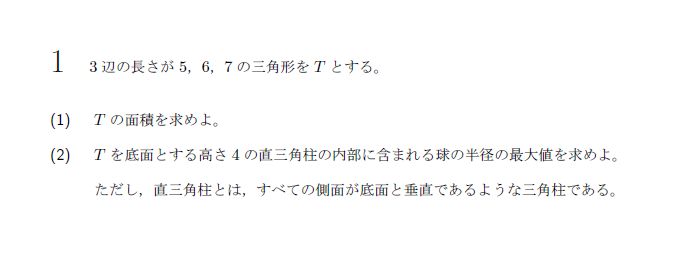 1 3辺の長さが 5, 6, 7 の三角形を T とする。
(1) T の面積を求めよ。
(2) T を底面とする高さ 4 の直三角柱の内部に含まれる球の半径の最大値を求めよ。
ただし,直三角柱とは,すべての側面が底面と垂直であるような三角柱である。